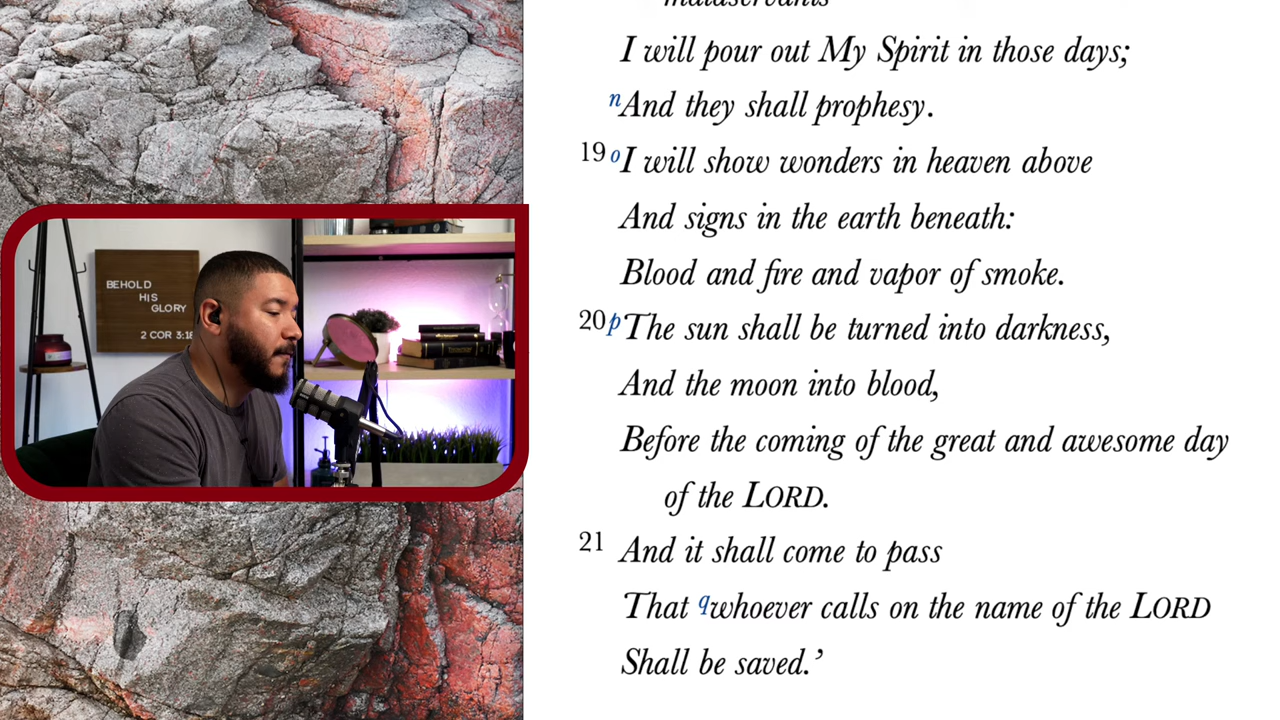 I will pour out My Spirit in those days;
nAnd they shall prophesy.
19 oI will show wonders in heaven above
And signs in the earth beneath:
Blood and fire and vapor of smoke.
20pThe sun shall be turned into darkness,
And the moon into blood,
Before the coming of the great and awesome day
of the LORD.
21 And it shall come to pass
That qwhoever calls on the name of the LORD
Shall be saved.’
BEHOLD
HIS
GLORY
2 COR 3:18